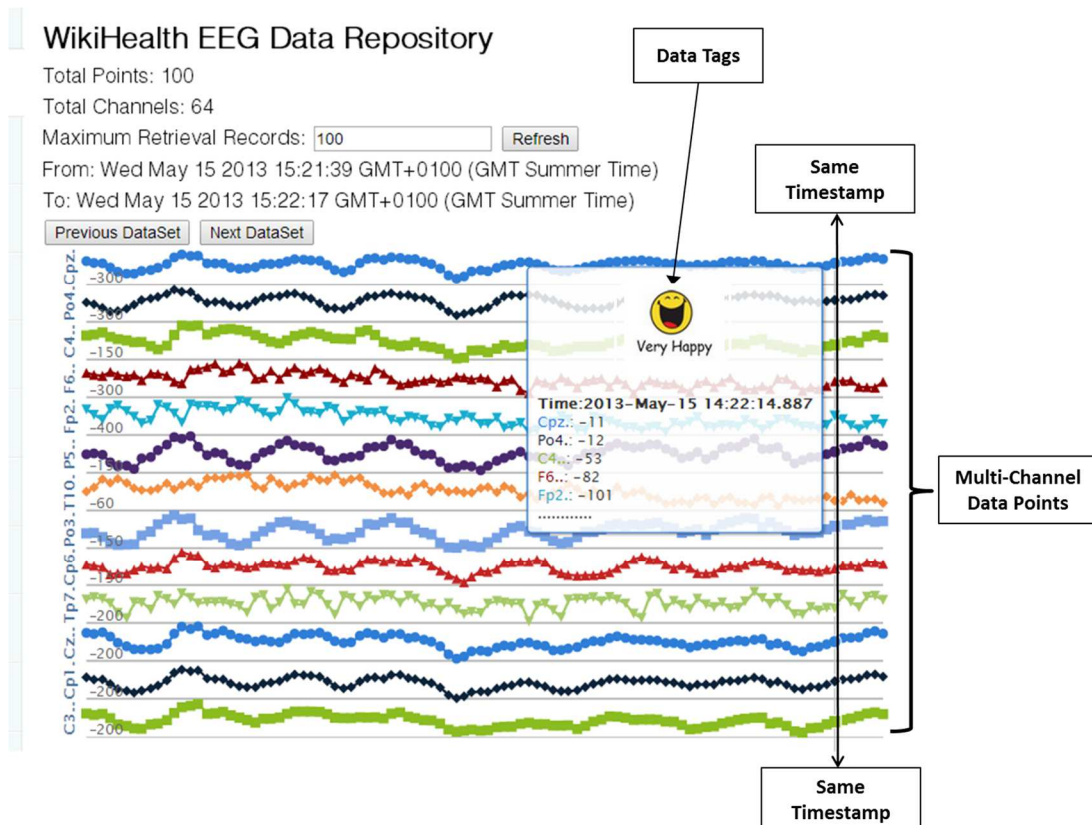 WikiHealth EEG Data Repository
Total Points: 100
Total Channels: 64
Maximum Retrieval Records: 100 Refresh
From: Wed May 15 2013 15:21:39 GMT+0100 (GMT Summer Time)
To: Wed May 15 2013 15:22:17 GMT+0100 (GMT Summer Time)
Previous DataSet Next DataSet
Data Tags
Same
Timestamp
Cpz.
-300
Po4.
-300
C4..
-150
F6..
-300
Fp2.
-400
P5..
-150
T10.
-60
Po3.
-150
Cp6.
-150
Tp7.
-200
Cz..
-200
Cp1.
-200
C3..
-200
Very Happy
Time:2013-May-15 14:22:14.887
Cpz.: -11
Po4.: -12
C4..: -53
F6..: -82
Fp2.: -101
............
Multi-Channel
Data Points
Same
Timestamp